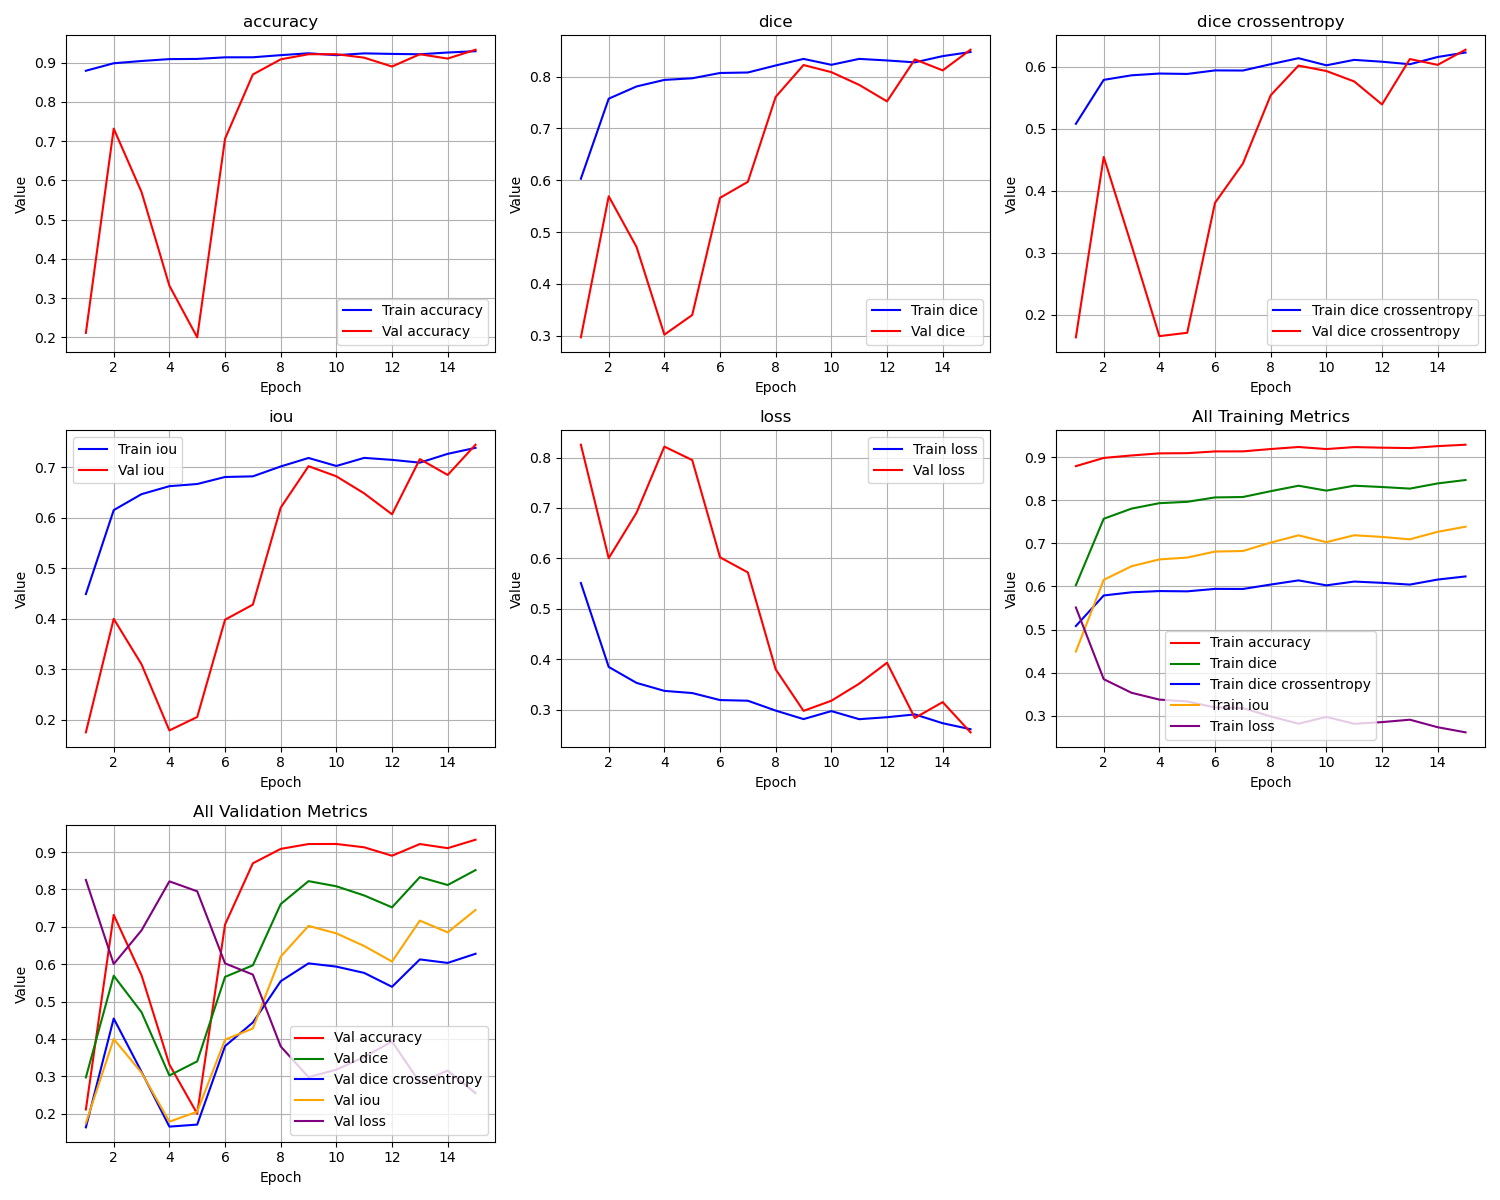 accuracy
Value
0.9
0.8
0.7
0.6
0.5
0.4
0.3
0.2
Train accuracy
Val accuracy
2 4 6 8 10 12 14
Epoch
dice
Value
0.8
0.7
0.6
0.5
0.4
0.3
Train dice
Val dice
2 4 6 8 10 12 14
Epoch
dice crossentropy
Value
0.6
0.5
0.4
0.3
0.2
Train dice crossentropy
Val dice crossentropy
2 4 6 8 10 12 14
Epoch
iou
Value
0.7
0.6
0.5
0.4
0.3
0.2
Train iou
Val iou
2 4 6 8 10 12 14
Epoch
loss
Value
0.8
0.7
0.6
0.5
0.4
0.3
Train loss
Val loss
2 4 6 8 10 12 14
Epoch
All Training Metrics
Value
0.9
0.8
0.7
0.6
0.5
0.4
0.3
Train accuracy
Train dice
Train dice crossentropy
Train iou
Train loss
2 4 6 8 10 12 14
Epoch
All Validation Metrics
Value
0.9
0.8
0.7
0.6
0.5
0.4
0.3
0.2
Val accuracy
Val dice
Val dice crossentropy
Val iou
Val loss
2 4 6 8 10 12 14
Epoch